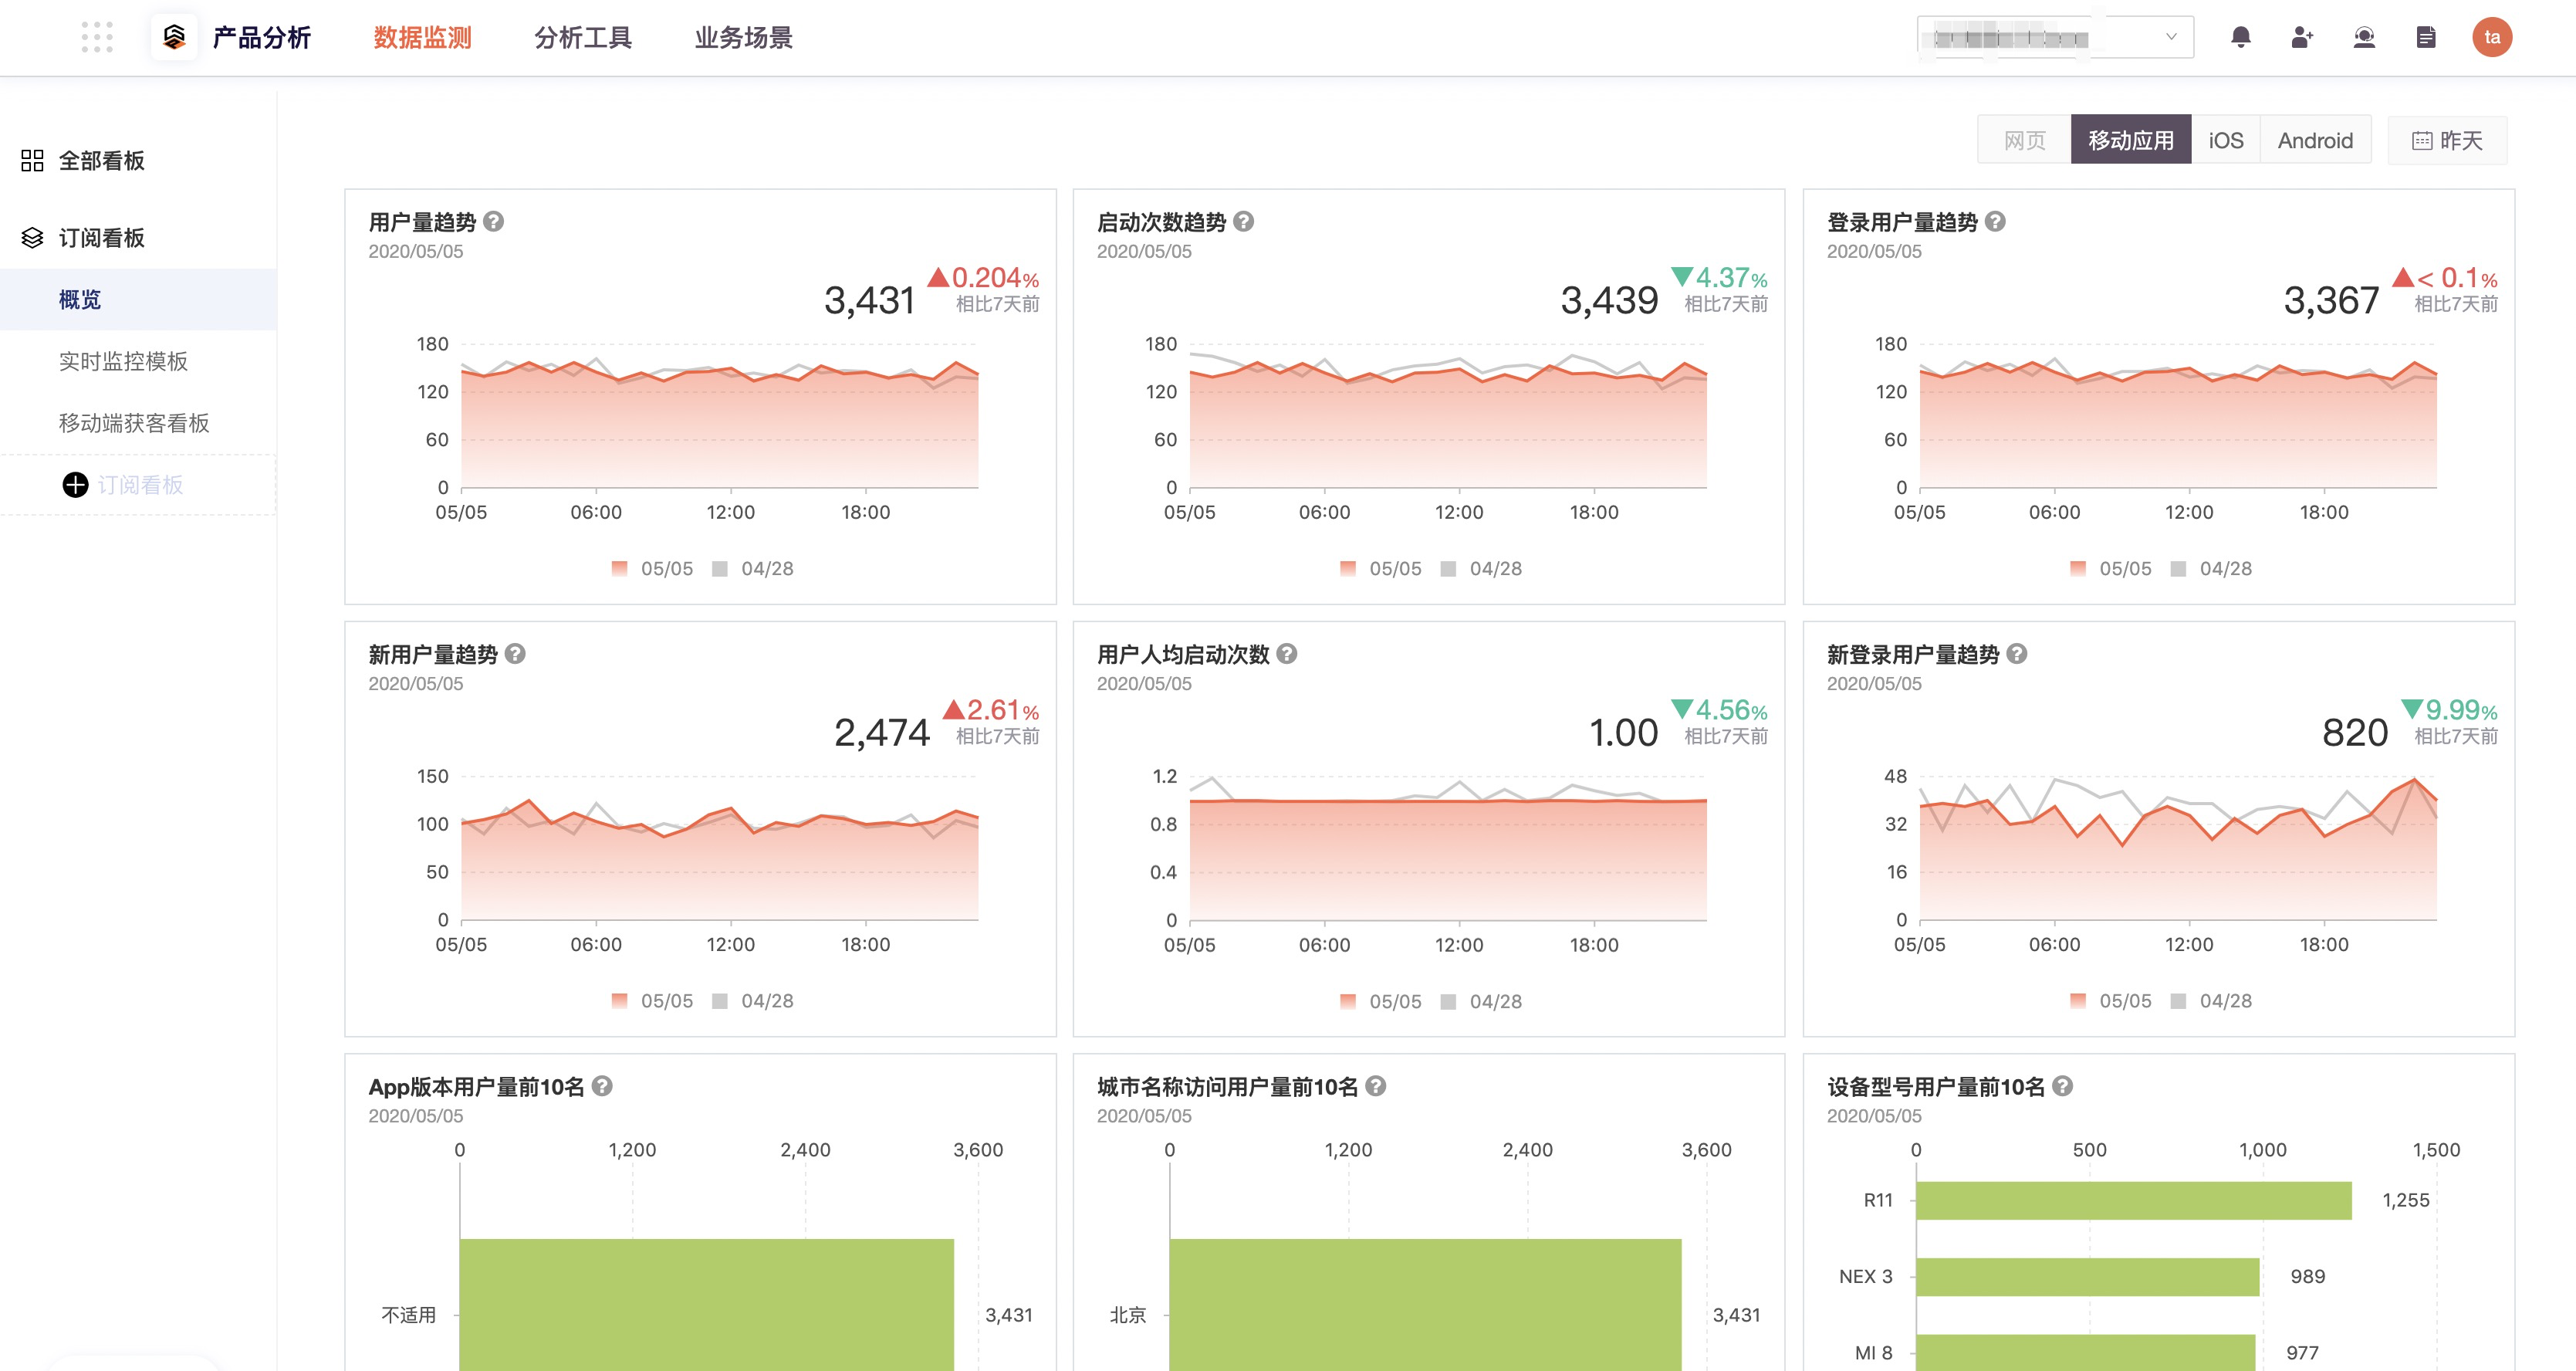 产品分析 数据监测 分析工具 业务场景 ta
网页 移动应用 iOS Android 昨天
全部看板
订阅看板
概览
实时监控模板
移动端获客看板
订阅看板
用户量趋势
2020/05/05
3,431 0.204%
相比7天前
180
120
60
0
05/05 06:00 12:00 18:00
05/05 04/28
启动次数趋势
2020/05/05
3,439 4.37%
相比7天前
180
120
60
0
05/05 06:00 12:00 18:00
05/05 04/28
登录用户量趋势
2020/05/05
3,367 < 0.1%
相比7天前
180
120
60
0
05/05 06:00 12:00 18:00
05/05 04/28
新用户量趋势
2020/05/05
2,474 2.61%
相比7天前
150
100
50
0
05/05 06:00 12:00 18:00
05/05 04/28
用户人均启动次数
2020/05/05
1.00 4.56%
相比7天前
1.2
0.8
0.4
0
05/05 06:00 12:00 18:00
05/05 04/28
新登录用户量趋势
2020/05/05
820 9.99%
相比7天前
48
32
16
0
05/05 06:00 12:00 18:00
05/05 04/28
App版本用户量前10名
2020/05/05
0 1,200 2,400 3,600
不适用 3,431
城市名称访问用户量前10名
2020/05/05
0 1,200 2,400 3,600
北京 3,431
设备型号用户量前10名
2020/05/05
0 500 1,000 1,500
R11 1,255
NEX 3 989
MI 8 977